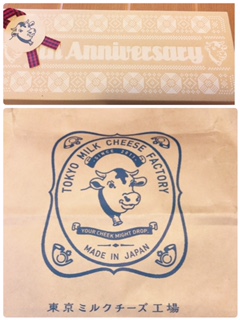 Anniversary
TOKYO MILK CHEESE FACTORY
SINCE
YOUR CHEEK MIGHT DROP.
MADE IN JAPAN
東京ミルクチーズ工場